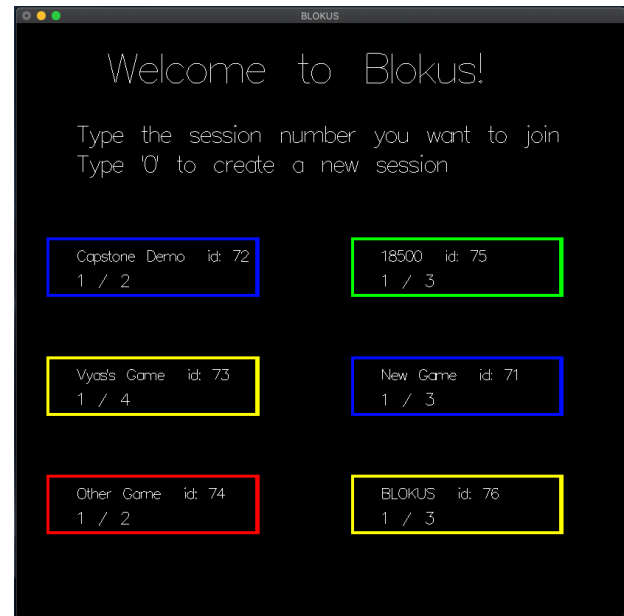 BLOKUS
Welcome to Blokus!
Type the session number you want to join
Type '0' to create a new session
Capstone Demo id: 72
1 / 2
18500 id: 75
1 / 3
Vyas's Game id: 73
1 / 4
New Game id: 71
1 / 3
Other Game id: 74
1 / 2
BLOKUS id: 76
1 / 3